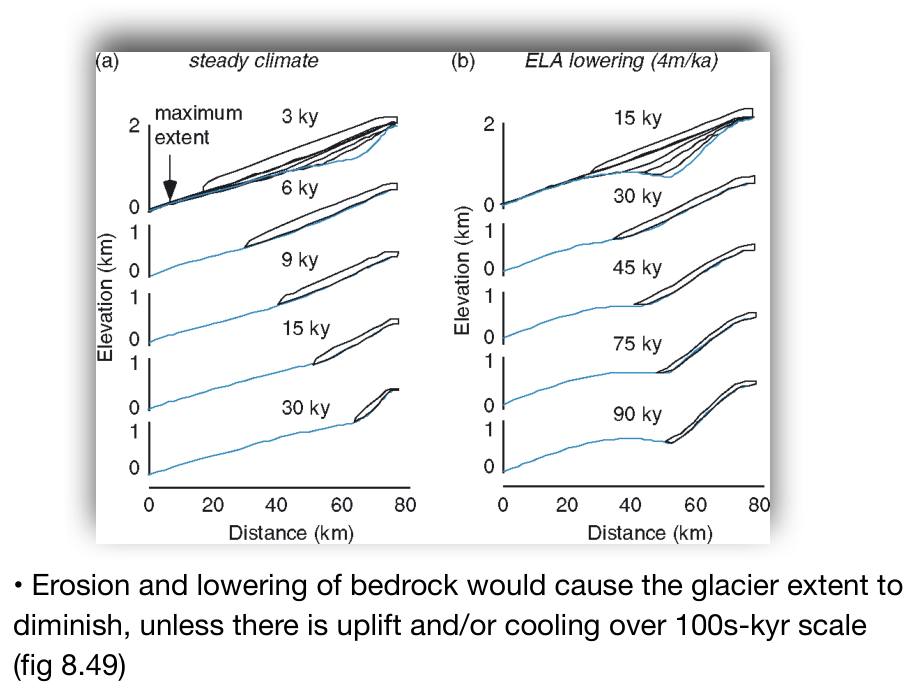 (a) steady climate
(b) ELA lowering (4m/ka)
maximum
extent
3 ky
6 ky
9 ky
15 ky
30 ky
2
0
1
0
1
0
1
0
1
0
Elevation (km)
0 20 40 60 80
Distance (km)
15 ky
30 ky
45 ky
75 ky
90 ky
2
0
1
0
1
0
1
0
1
0
Elevation (km)
0 20 40 60 80
Distance (km)
• Erosion and lowering of bedrock would cause the glacier extent to
diminish, unless there is uplift and/or cooling over 100s-kyr scale
(fig 8.49)